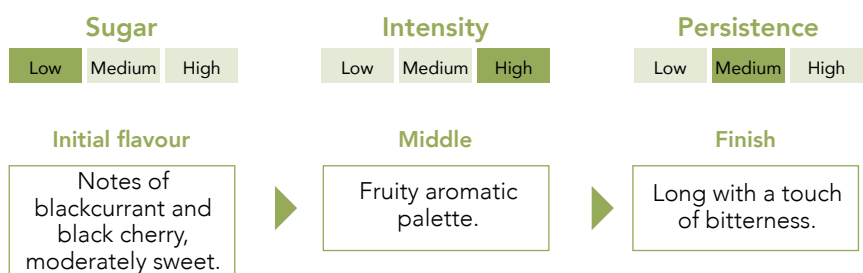 Sugar
Intensity
Persistence
Low Medium High
Low Medium High
Low Medium High
Initial flavour
Middle
Finish
Notes of
blackcurrant and
black cherry,
moderately sweet.
Fruity aromatic
palette.
Long with a touch
of bitterness.